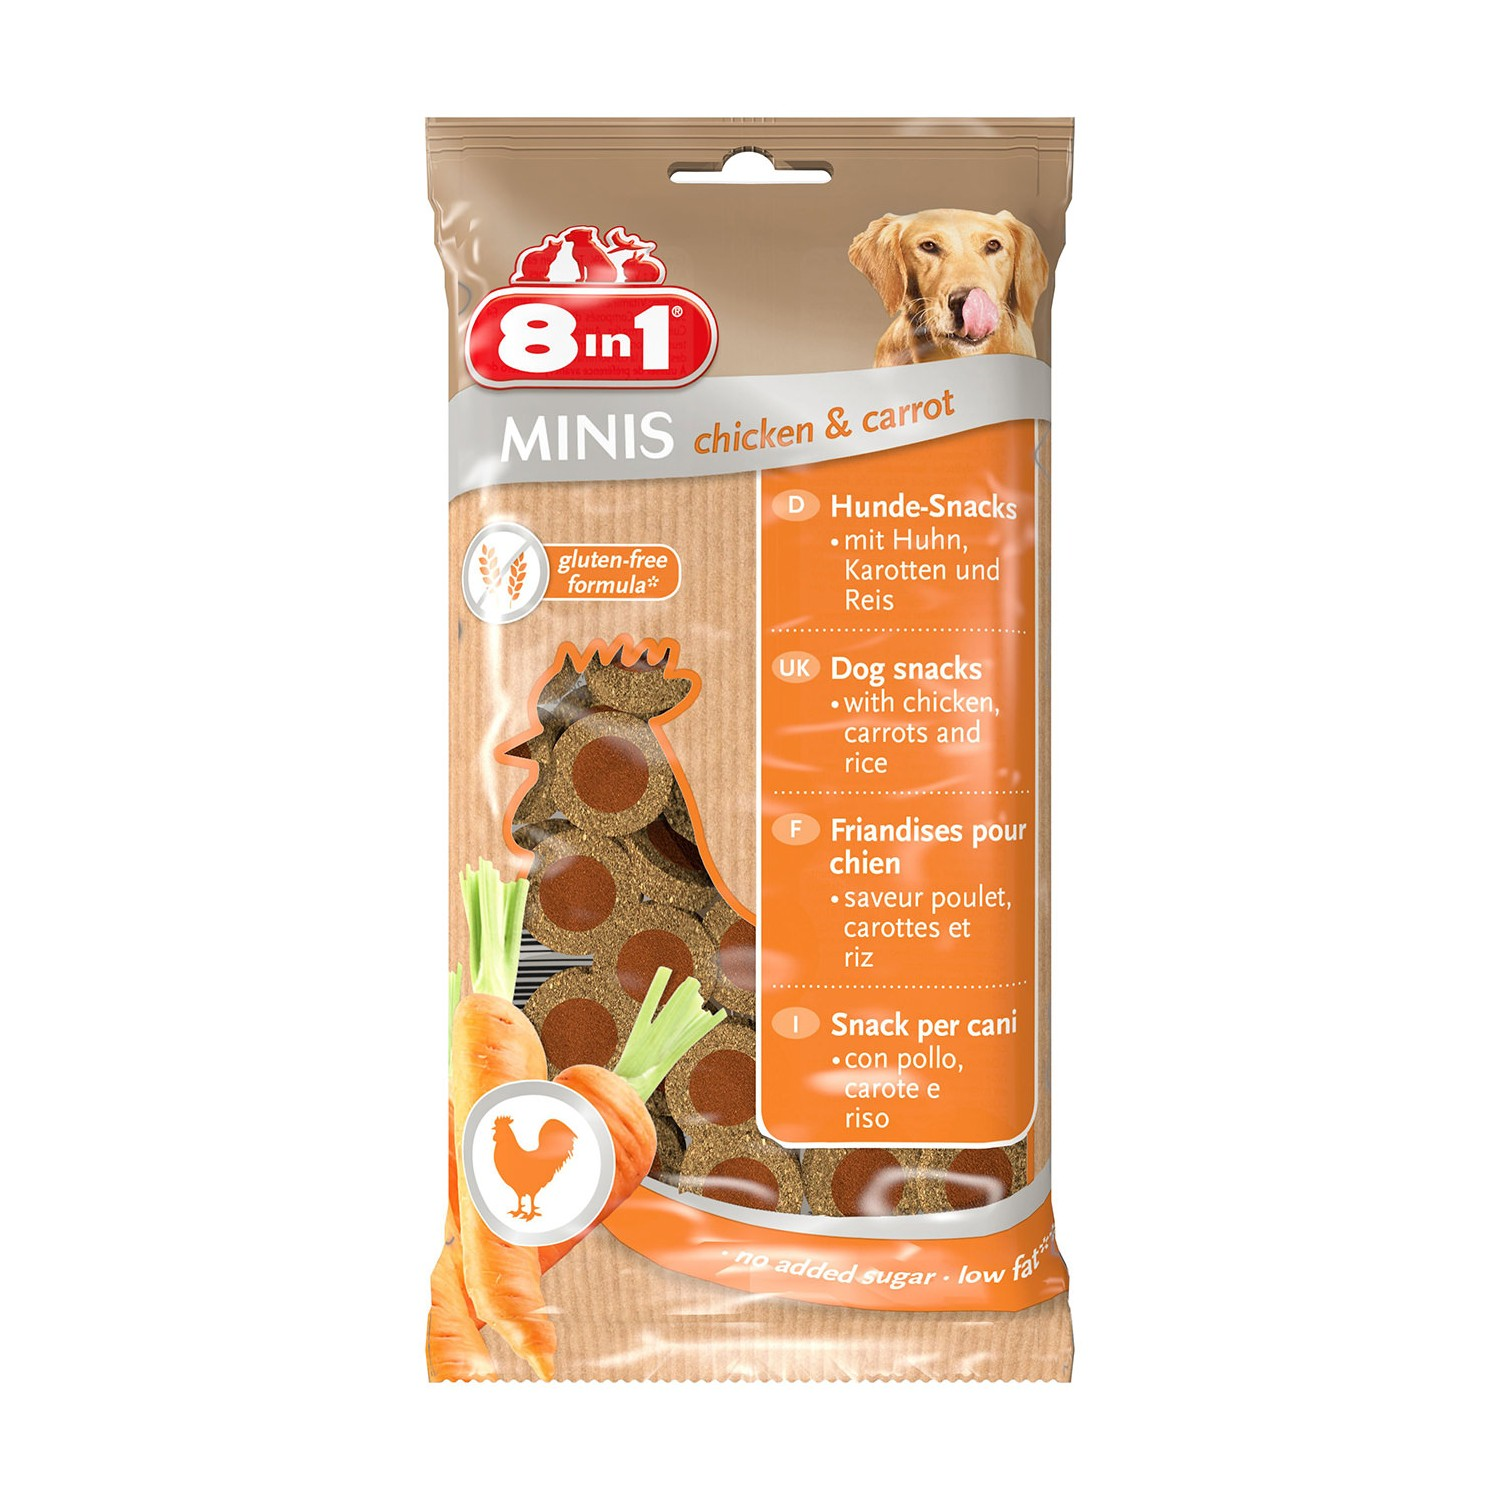 8in1®
MINIS chicken & carrot
gluten-free
formula*
D Hunde-Snacks
• mit Huhn,
Karotten und
Reis
UK Dog snacks
• with chicken,
carrots and
rice
F Friandises pour
chien
• saveur poulet,
carottes et
riz
I Snack per cani
• con pollo,
carote e
riso
· no added sugar · low fat**